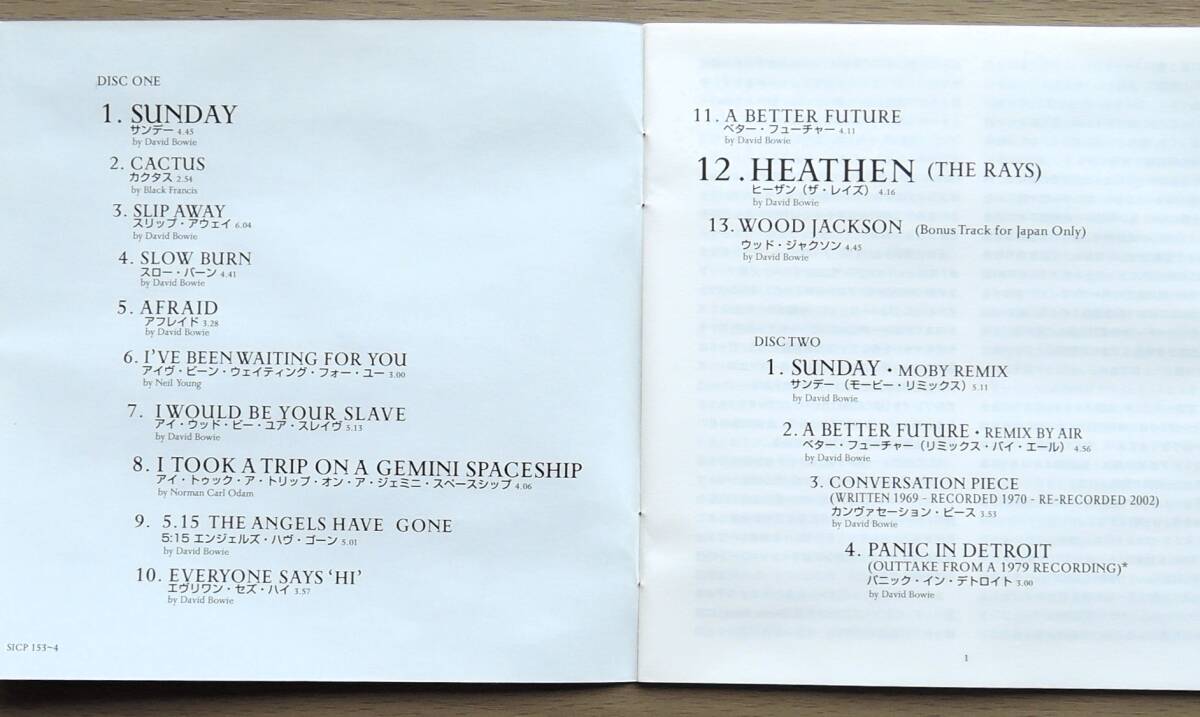 DISC ONE
1. SUNDAY
サンデー 4.45
by David Bowie
2. CACTUS
カクタス 2.54
by Black Francis
3. SLIP AWAY
スリップ・アウェイ 6.04
by David Bowie
4. SLOW BURN
スロー・バーン 4.41
by David Bowie
5. AFRAID
アフレイド 3.28
by David Bowie
6. I'VE BEEN WAITING FOR YOU
アイヴ・ビーン・ウェイティング・フォー・ユー 3.00
by Neil Young
7. I WOULD BE YOUR SLAVE
アイ・ウッド・ビー・ユア・スレイヴ 5.13
by David Bowie
8. I TOOK A TRIP ON A GEMINI SPACESHIP
アイ・トゥック・ア・トリップ・オン・ア・ジェミニ・スペースシップ 4.06
by Norman Carl Odam
9. 5.15 THE ANGELS HAVE GONE
5:15 エンジェルズ・ハヴ・ゴーン 5.01
by David Bowie
10. EVERYONE SAYS ‘HI’
エヴリワン・セズ・ハイ 3.57
by David Bowie
SICP 153~4
11. A BETTER FUTURE
ベター・フューチャー 4.11
by David Bowie
12. HEATHEN (THE RAYS)
ヒーザン（ザ・レイズ）4.16
by David Bowie
13. WOOD JACKSON (Bonus Track for Japan Only)
ウッド・ジャクソン 4.45
by David Bowie
DISC TWO
1. SUNDAY • MOBY REMIX
サンデー（モービー・リミックス）5.11
by David Bowie
2. A BETTER FUTURE • REMIX BY AIR
ベター・フューチャー（リミックス・バイ・エール）4.56
by David Bowie
3. CONVERSATION PIECE
(WRITTEN 1969 - RECORDED 1970 - RE-RECORDED 2002)
カンヴァセーション・ピース 3.53
by David Bowie
4. PANIC IN DETROIT
(OUTTAKE FROM A 1979 RECORDING)*
パニック・イン・デトロイト 3.00
by David Bowie
1